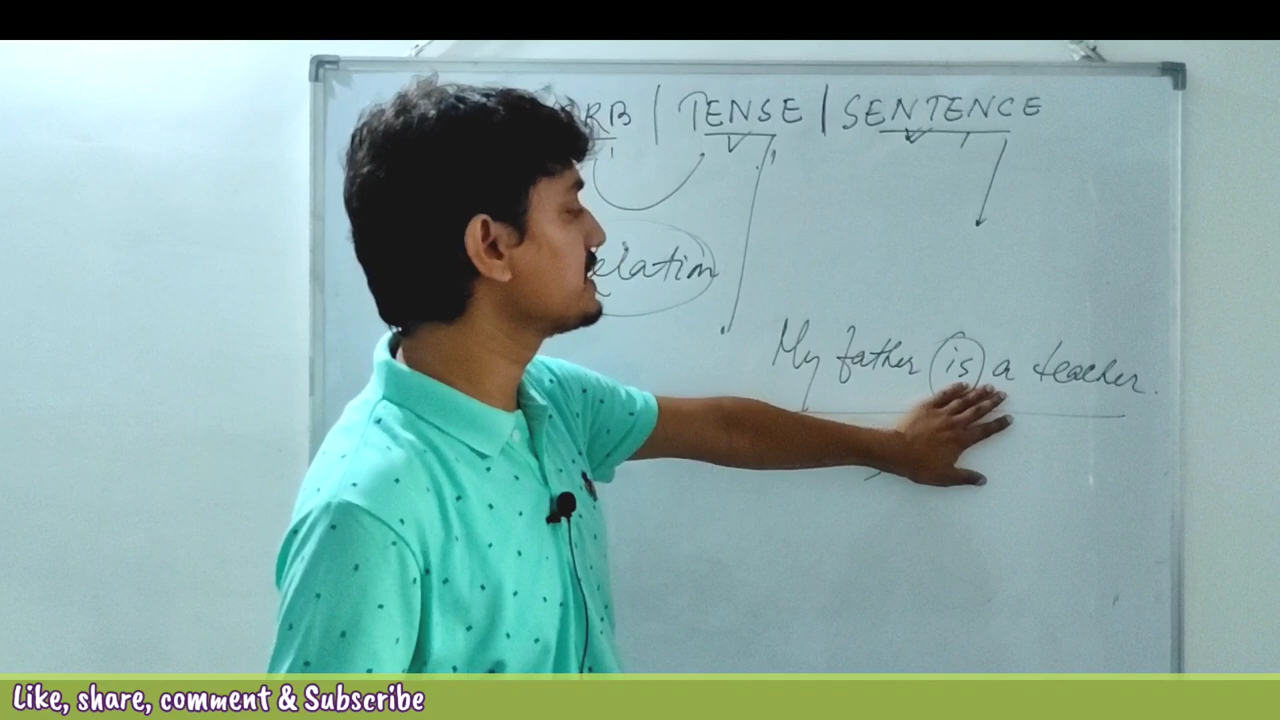 RB | TENSE | SENTENCE
elation
My father is a teacher.
Like, share, comment & Subscribe